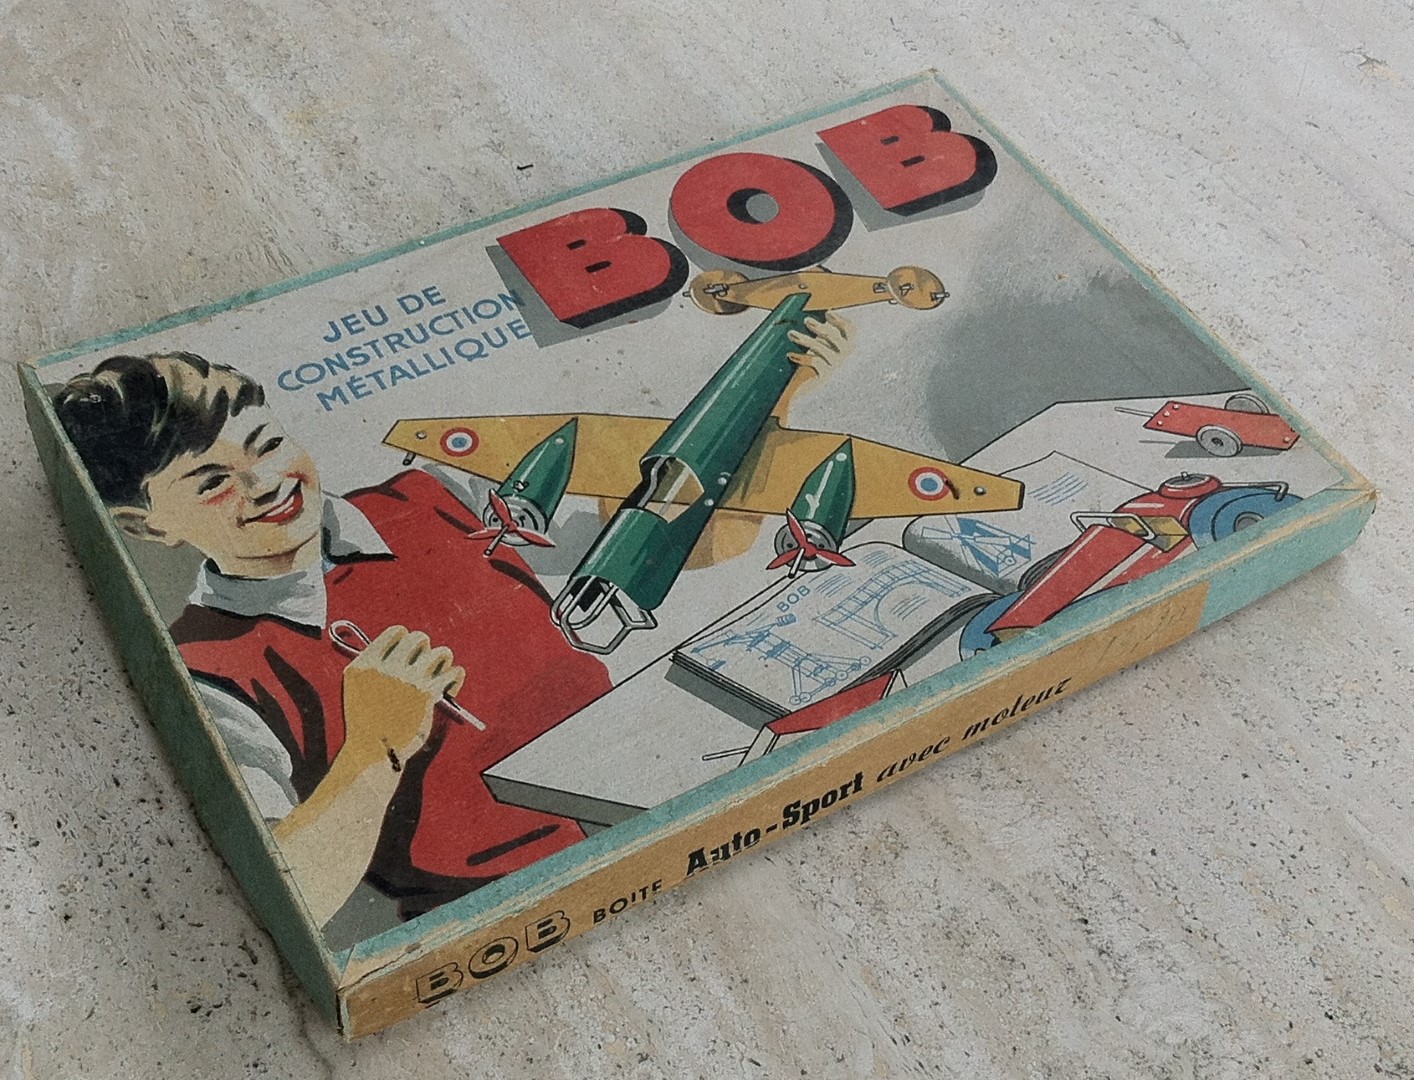 BOB
JEU DE
CONSTRUCTION
MÉTALLIQUE
BOB
BOB BOITE Auto-Sport avec moteur